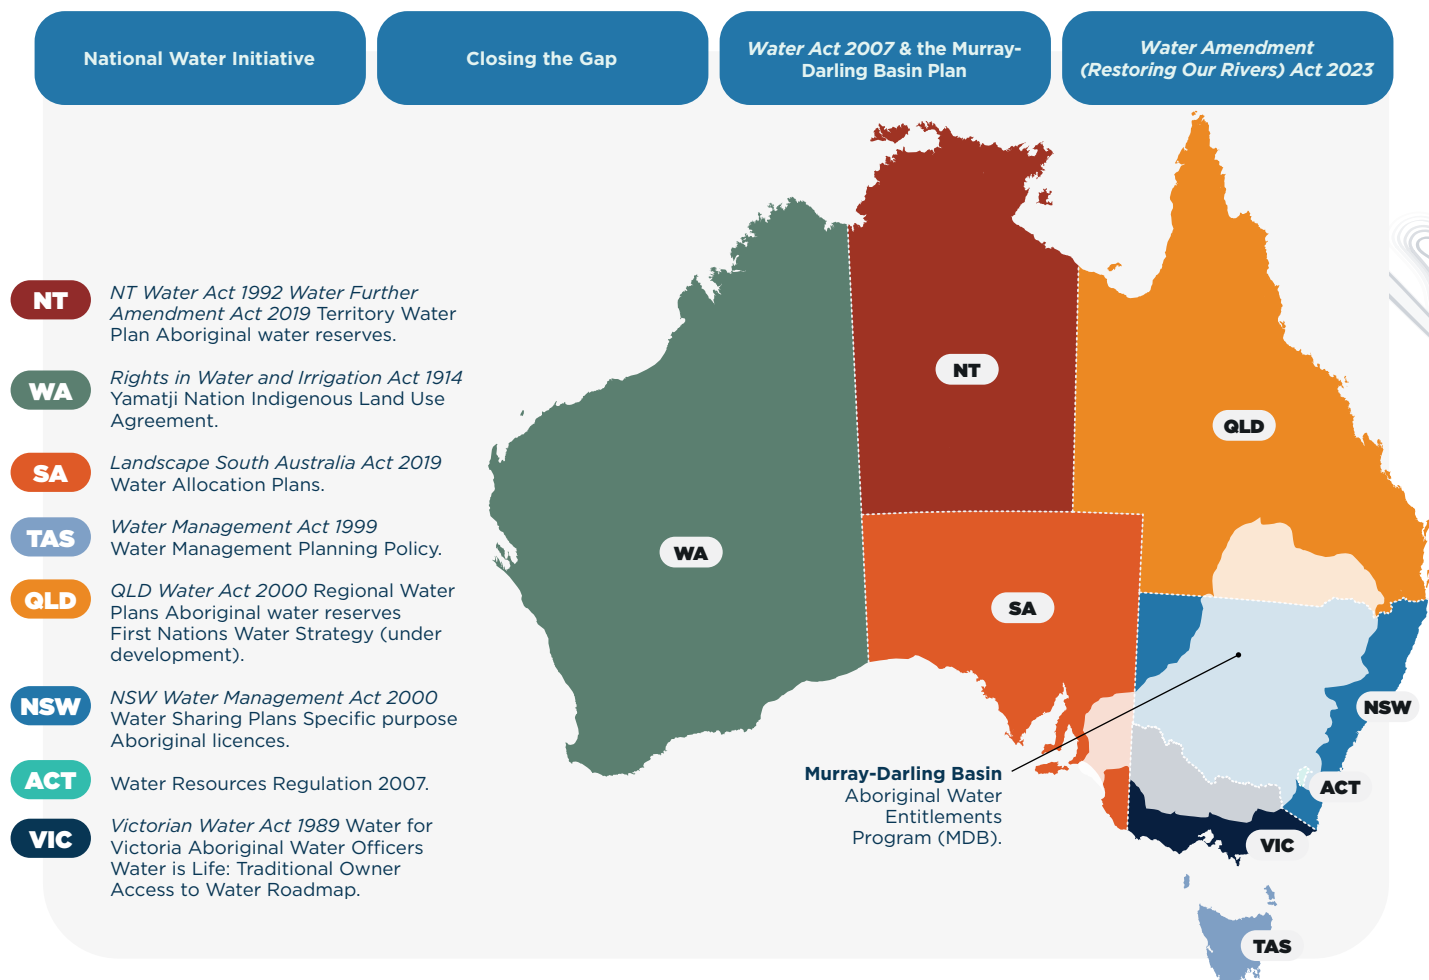 National Water Initiative
Closing the Gap
Water Act 2007 & the Murray-
Darling Basin Plan
Water Amendment
(Restoring Our Rivers) Act 2023
NT
NT Water Act 1992 Water Further
Amendment Act 2019 Territory Water
Plan Aboriginal water reserves.
WA
Rights in Water and Irrigation Act 1914
Yamatji Nation Indigenous Land Use
Agreement.
SA
Landscape South Australia Act 2019
Water Allocation Plans.
TAS
Water Management Act 1999
Water Management Planning Policy.
QLD
QLD Water Act 2000 Regional Water
Plans Aboriginal water reserves
First Nations Water Strategy (under
development).
NSW
NSW Water Management Act 2000
Water Sharing Plans Specific purpose
Aboriginal licences.
ACT
Water Resources Regulation 2007.
VIC
Victorian Water Act 1989 Water for
Victoria Aboriginal Water Officers
Water is Life: Traditional Owner
Access to Water Roadmap.
NT
QLD
WA
SA
NSW
Murray-Darling Basin
Aboriginal Water
Entitlements
Program (MDB).
ACT
VIC
TAS